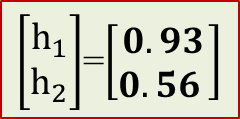 [h₁] = [0.93]
[h₂] [0.56]